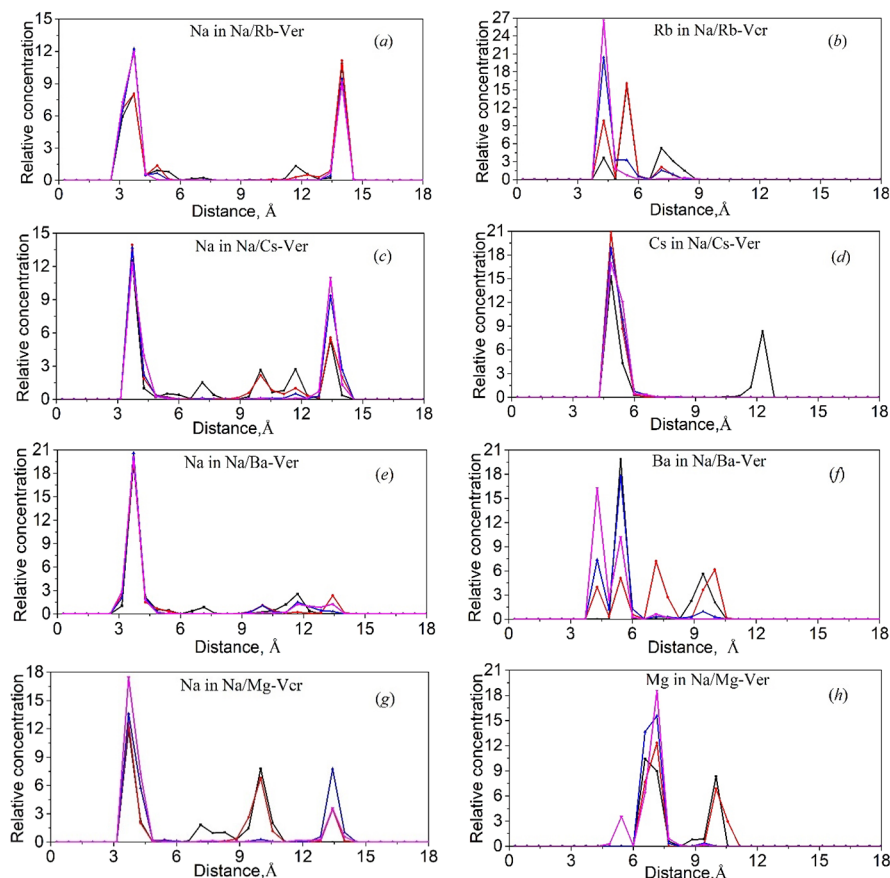 Na in Na/Rb-Ver (a)
Relative concentration
15
12
9
6
3
0
0 3 6 9 12 15 18
Distance, Å
Rb in Na/Rb-Vcr (b)
Relative concentration
27
24
21
18
15
12
9
6
3
0
0 3 6 9 12 15 18
Distance, Å
Na in Na/Cs-Ver (c)
Relative concentration
15
12
9
6
3
0
0 3 6 9 12 15 18
Distance,Å
Cs in Na/Cs-Ver (d)
Relative concentration
21
18
15
12
9
6
3
0
0 3 6 9 12 15 18
Distance,Å
Na in Na/Ba-Ver (e)
Relative concentration
21
18
15
12
9
6
3
0
0 3 6 9 12 15 18
Distance, Å
Ba in Na/Ba-Ver (f)
Relative concentration
21
18
15
12
9
6
3
0
0 3 6 9 12 15 18
Distance, Å
Na in Na/Mg-Vcr (g)
Relative concentration
18
15
12
9
6
3
0
0 3 6 9 12 15 18
Distance, Å
Mg in Na/Mg-Ver (h)
Relative concentration
21
18
15
12
9
6
3
0
0 3 6 9 12 15 18
Distance, Å